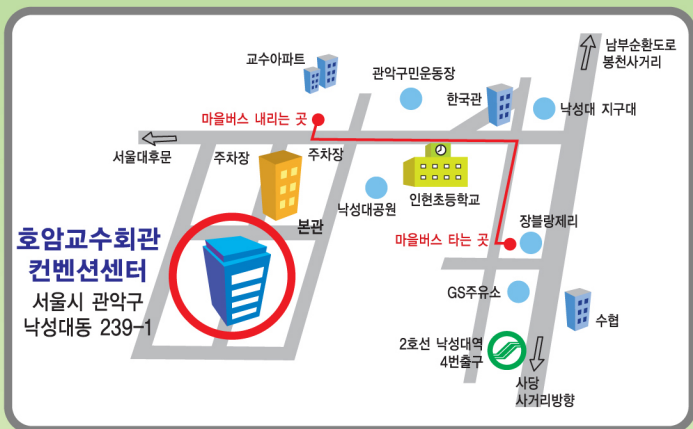 남부순환도로
봉천사거리
교수아파트
관악구민운동장
한국관
낙성대 지구대
마을버스 내리는 곳
서울대후문
주차장
주차장
인헌초등학교
낙성대공원
본관
장블랑제리
마을버스 타는 곳
호암교수회관
컨벤션센터
서울시 관악구
낙성대동 239-1
GS주유소
수협
2호선 낙성대역
4번출구
사당
사거리방향